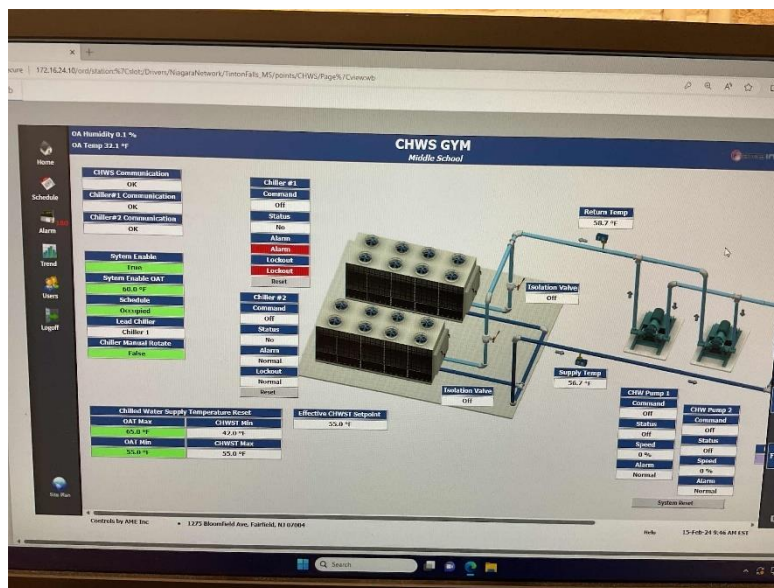 172.16.24.10/ord/station:%7Cslot:/Drivers/NiagaraNetwork/TintonFalls_MS/points/CHWS/Page%7Cview:wb
OA Humidity 0.1 %
OA Temp 32.1 °F
CHWS GYM
Middle School
Home
Schedule
Alarm
Trend
Users
Logoff
CHWS Communication
OK
Chiller#1 Communication
OK
Chiller#2 Communication
OK
Sytem Enable
True
Sytem Enable OAT
60.0 °F
Schedule
Occupied
Lead Chiller
Chiller 1
Chiller Manual Rotate
False
Chiller #1
Command
Off
Status
No
Alarm
Alarm
Lockout
Lockout
Reset
Chiller #2
Command
Off
Status
No
Alarm
Normal
Lockout
Normal
Reset
Return Temp
58.7 °F
Isolation Valve
Off
Supply Temp
56.7 °F
Isolation Valve
Off
Chilled Water Supply Temperature Reset
OAT Max CHWST Min
65.0 °F 42.0 °F
OAT Min CHWST Max
55.0 °F 55.0 °F
Effective CHWST Setpoint
55.0 °F
CHW Pump 1
Command
Off
Status
Off
Speed
0 %
Alarm
Normal
CHW Pump 2
Command
Off
Status
Off
Speed
0 %
Alarm
Normal
System Reset
Site Map
Controls by AME Inc • 1275 Bloomfield Ave, Fairfield, NJ 07004
Help 15-Feb-24 9:46 AM EST
Search